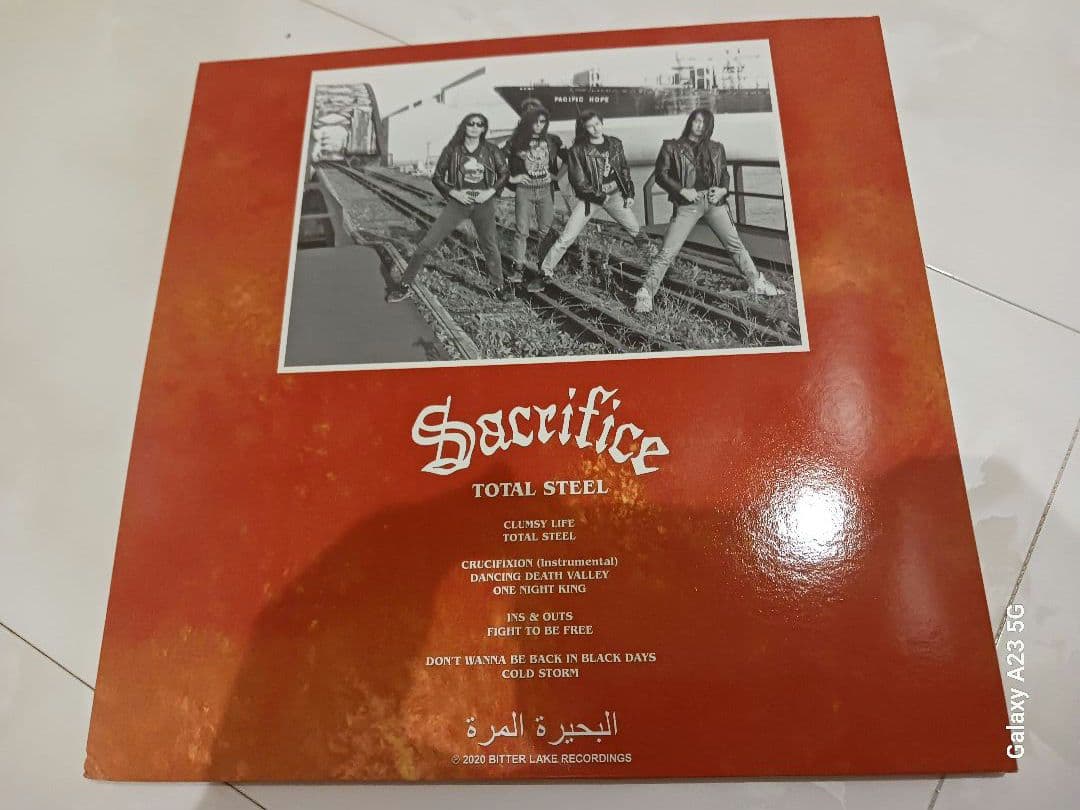 PACIFIC HOPE
Sacrifice
TOTAL STEEL
CLUMSY LIFE
TOTAL STEEL
CRUCIFIXION (Instrumental)
DANCING DEATH VALLEY
ONE NIGHT KING
INS & OUTS
FIGHT TO BE FREE
DON'T WANNA BE BACK IN BLACK DAYS
COLD STORM
البحيرة المرة
© 2020 BITTER LAKE RECORDINGS
Galaxy A23 5G